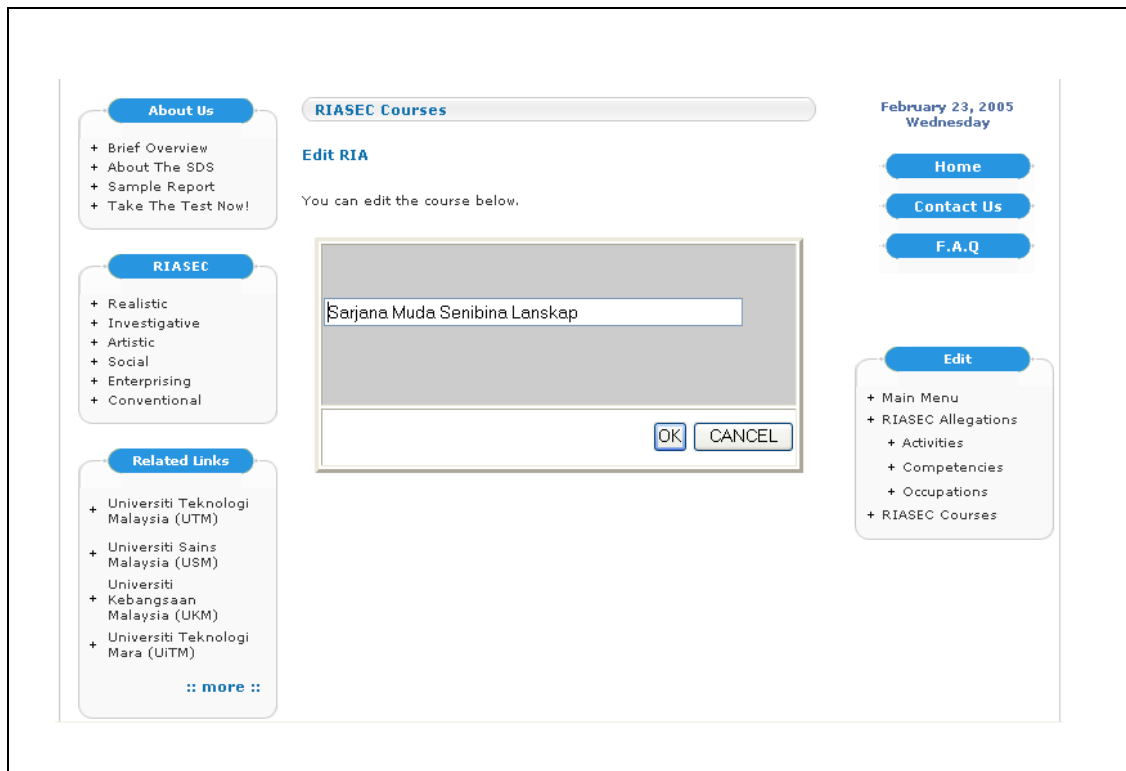 About Us
+ Brief Overview
+ About The SDS
+ Sample Report
+ Take The Test Now!
RIASEC
+ Realistic
+ Investigative
+ Artistic
+ Social
+ Enterprising
+ Conventional
Related Links
+ Universiti Teknologi
Malaysia (UTM)
+ Universiti Sains
Malaysia (USM)
Universiti
+ Kebangsaan
Malaysia (UKM)
+ Universiti Teknologi
Mara (UiTM)
:: more ::
RIASEC Courses
Edit RIA
You can edit the course below.
Sarjana Muda Senibina Lanskap
OK CANCEL
February 23, 2005
Wednesday
Home
Contact Us
F.A.Q
Edit
+ Main Menu
+ RIASEC Allegations
+ Activities
+ Competencies
+ Occupations
+ RIASEC Courses